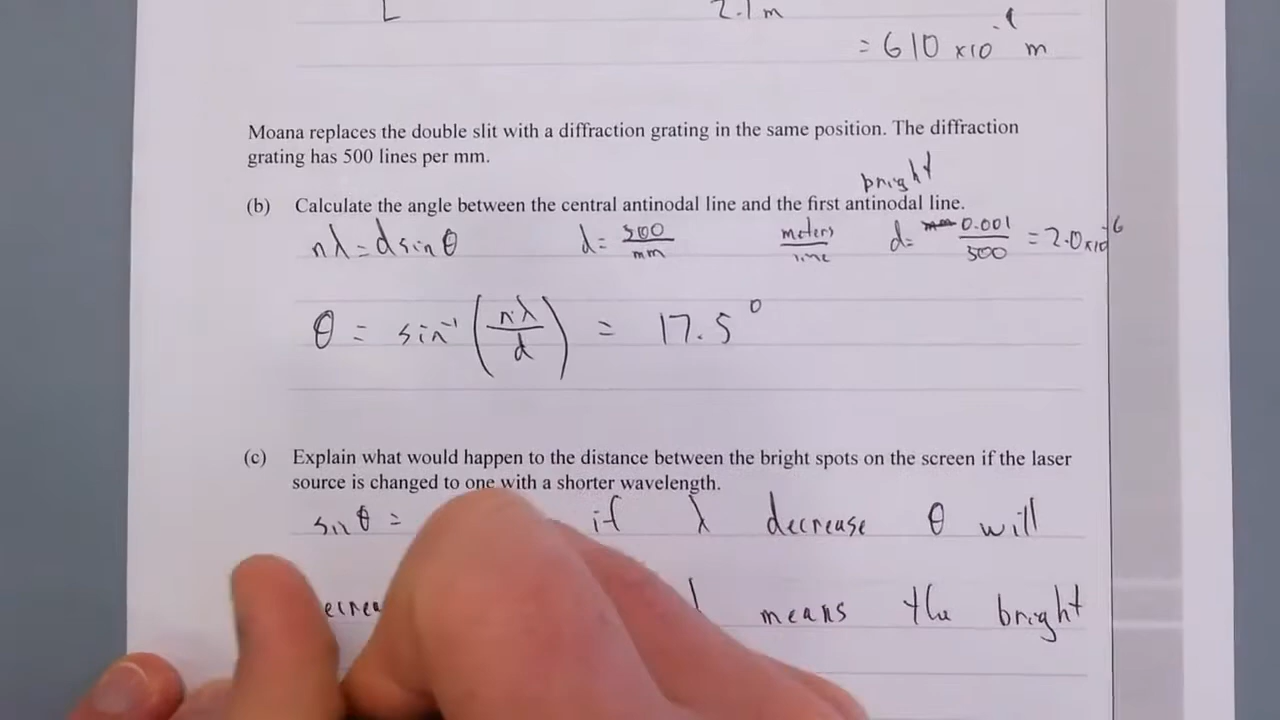 L 2.1 m
= 610 x10 m
Moana replaces the double slit with a diffraction grating in the same position. The diffraction
grating has 500 lines per mm.
bright
(b) Calculate the angle between the central antinodal line and the first antinodal line.
nλ = d sin θ d = 500/mm meters/line d = 0.001/500 = 2.0 x10^-6
θ = sin⁻¹ (nλ/d) = 17.5°
(c) Explain what would happen to the distance between the bright spots on the screen if the laser
source is changed to one with a shorter wavelength.
sin θ = if λ decrease θ will
means the bright